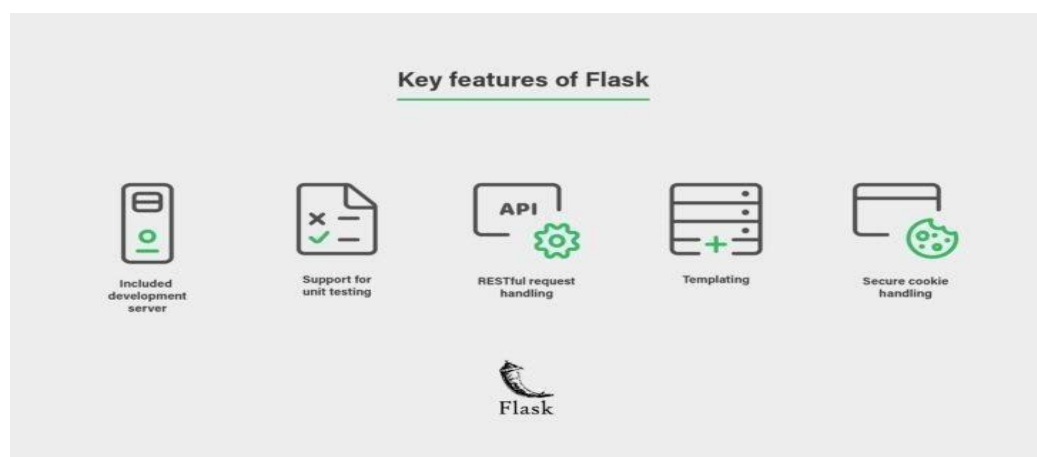 Key features of Flask
API
Included
development
server
Support for
unit testing
RESTful request
handling
Templating
Secure cookie
handling
Flask